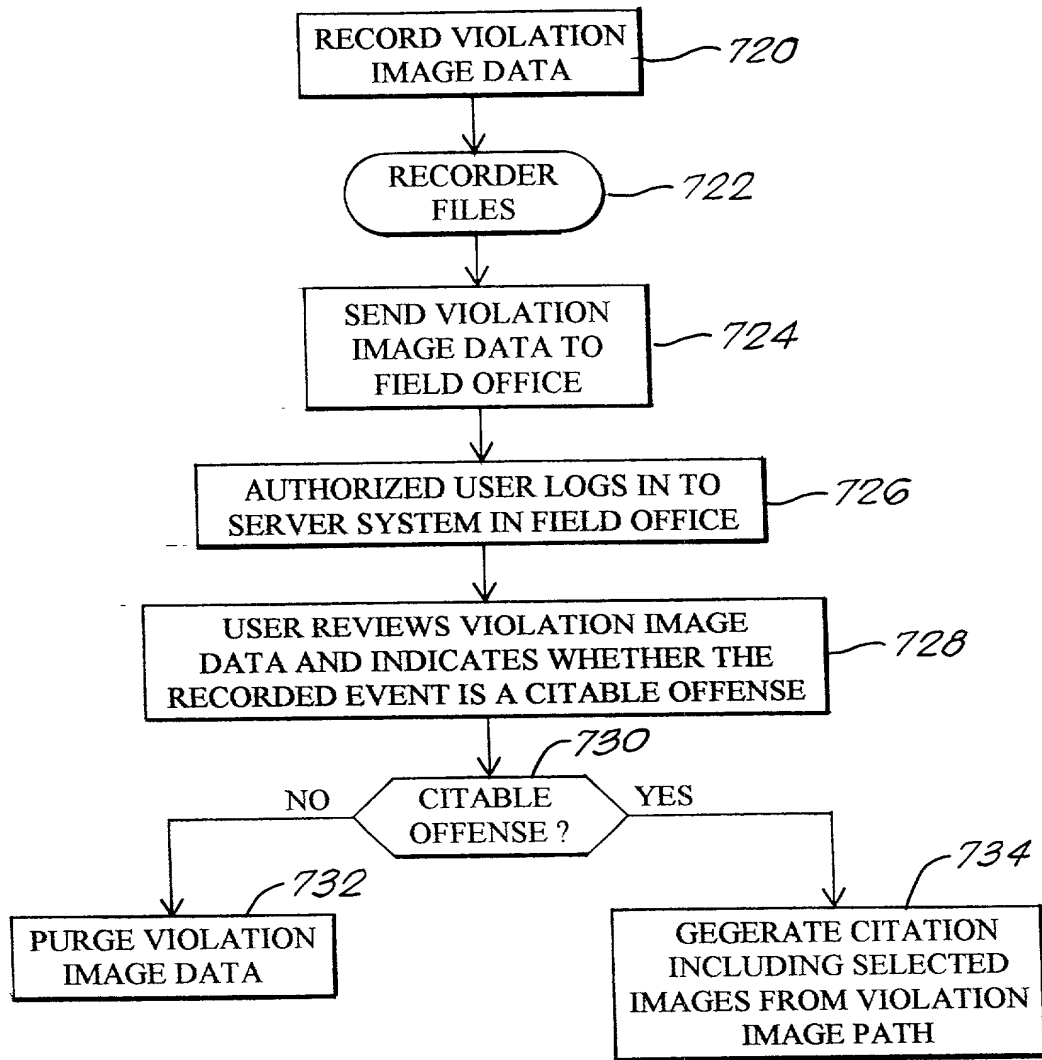 RECORD VIOLATION
IMAGE DATA
720
RECORDER
FILES
722
SEND VIOLATION
IMAGE DATA TO
FIELD OFFICE
724
AUTHORIZED USER LOGS IN TO
SERVER SYSTEM IN FIELD OFFICE
726
USER REVIEWS VIOLATION IMAGE
DATA AND INDICATES WHETHER THE
RECORDED EVENT IS A CITABLE OFFENSE
728
730
CITABLE
OFFENSE ?
NO
YES
732
PURGE VIOLATION
IMAGE DATA
734
GEGERATE CITATION
INCLUDING SELECTED
IMAGES FROM VIOLATION
IMAGE PATH